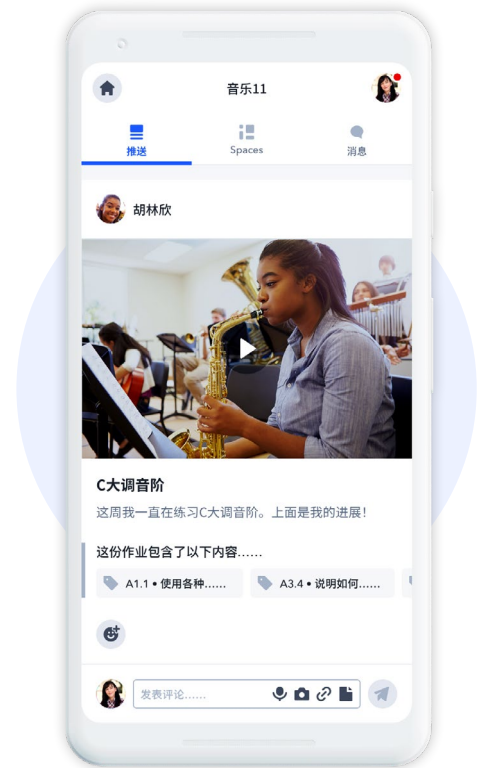 音乐11
推送
Spaces
消息
胡林欣
C大调音阶
这周我一直在练习C大调音阶。上面是我的进展！
这份作业包含了以下内容……
A1.1 • 使用各种…… A3.4 • 说明如何……
发表评论……